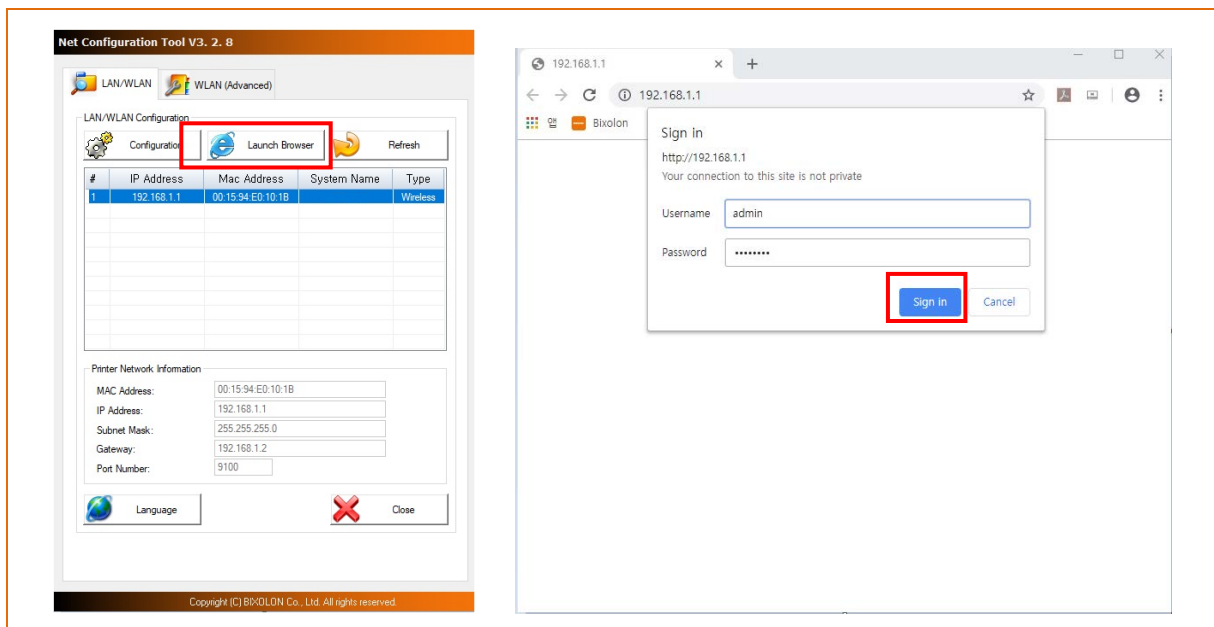 Net Configuration Tool V3. 2. 8
LAN/WLAN
WLAN (Advanced)
LAN/WLAN Configuration
Configuration
Launch Browser
Refresh
# IP Address Mac Address System Name Type
1 192.168.1.1 00:15:94:E0:10:1B Wireless
Printer Network Information
MAC Address: 00:15:94:E0:10:1B
IP Address: 192.168.1.1
Subnet Mask: 255.255.255.0
Gateway: 192.168.1.2
Port Number: 9100
Language
Close
Copyright (C) BIXOLON Co., Ltd. All rights reserved.
192.168.1.1
192.168.1.1
앱 Bixolon
Sign in
http://192.168.1.1
Your connection to this site is not private
Username admin
Password ••••••••
Sign in Cancel